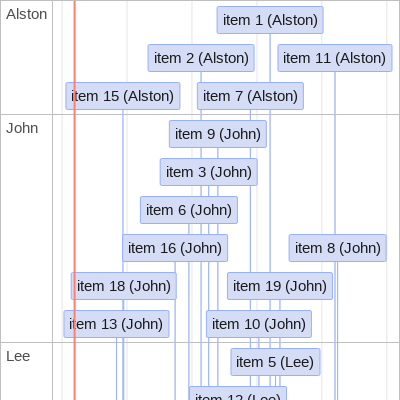 Alston
item 1 (Alston)
item 2 (Alston)
item 11 (Alston)
item 15 (Alston)
item 7 (Alston)
John
item 9 (John)
item 3 (John)
item 6 (John)
item 16 (John)
item 8 (John)
item 18 (John)
item 19 (John)
item 13 (John)
item 10 (John)
Lee
item 5 (Lee)
item 12 (Lee)